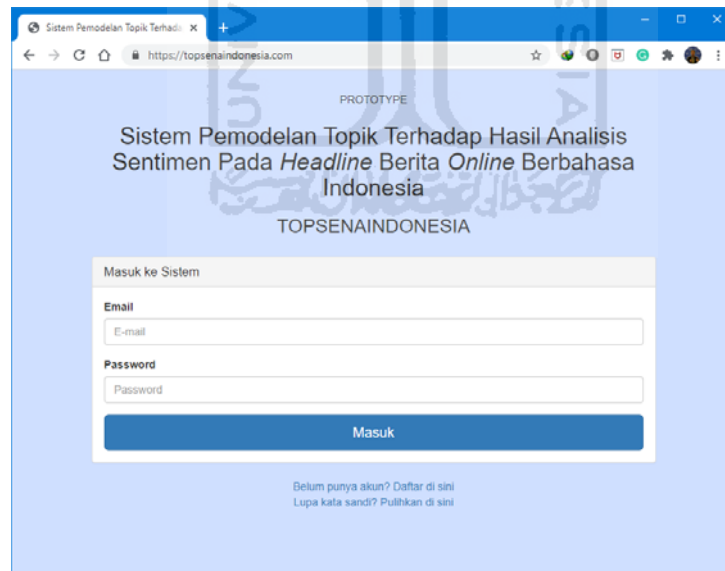 Sistem Pemodelan Topik Terhada
https://topsenaindonesia.com
PROTOTYPE
Sistem Pemodelan Topik Terhadap Hasil Analisis
Sentimen Pada Headline Berita Online Berbahasa
Indonesia
TOPSENAINDONESIA
Masuk ke Sistem
Email
E-mail
Password
Password
Masuk
Belum punya akun? Daftar di sini
Lupa kata sandi? Pulihkan di sini